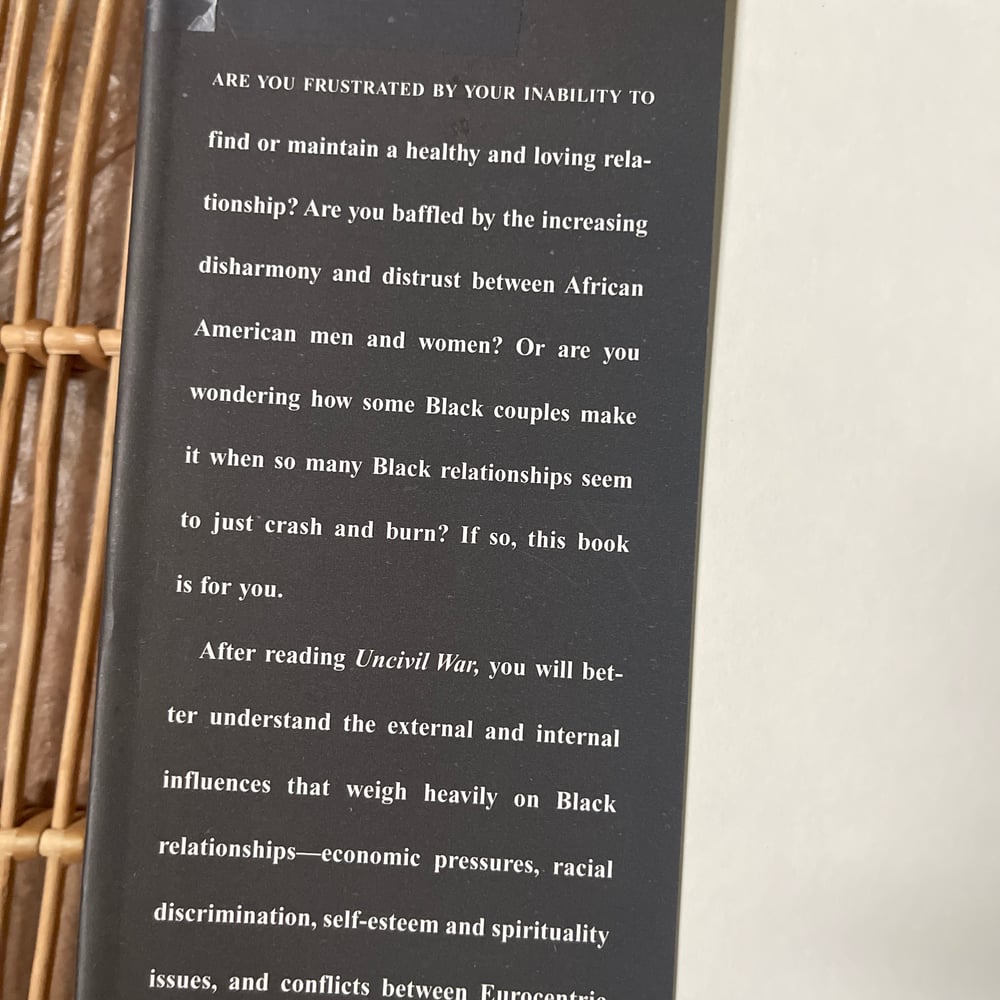 ARE YOU FRUSTRATED BY YOUR INABILITY TO
find or maintain a healthy and loving rela-
tionship? Are you baffled by the increasing
disharmony and distrust between African
American men and women? Or are you
wondering how some Black couples make
it when so many Black relationships seem
to just crash and burn? If so, this book
is for you.
After reading Uncivil War, you will bet-
ter understand the external and internal
influences that weigh heavily on Black
relationships—economic pressures, racial
discrimination, self-esteem and spirituality
issues, and conflicts between Eurocentric